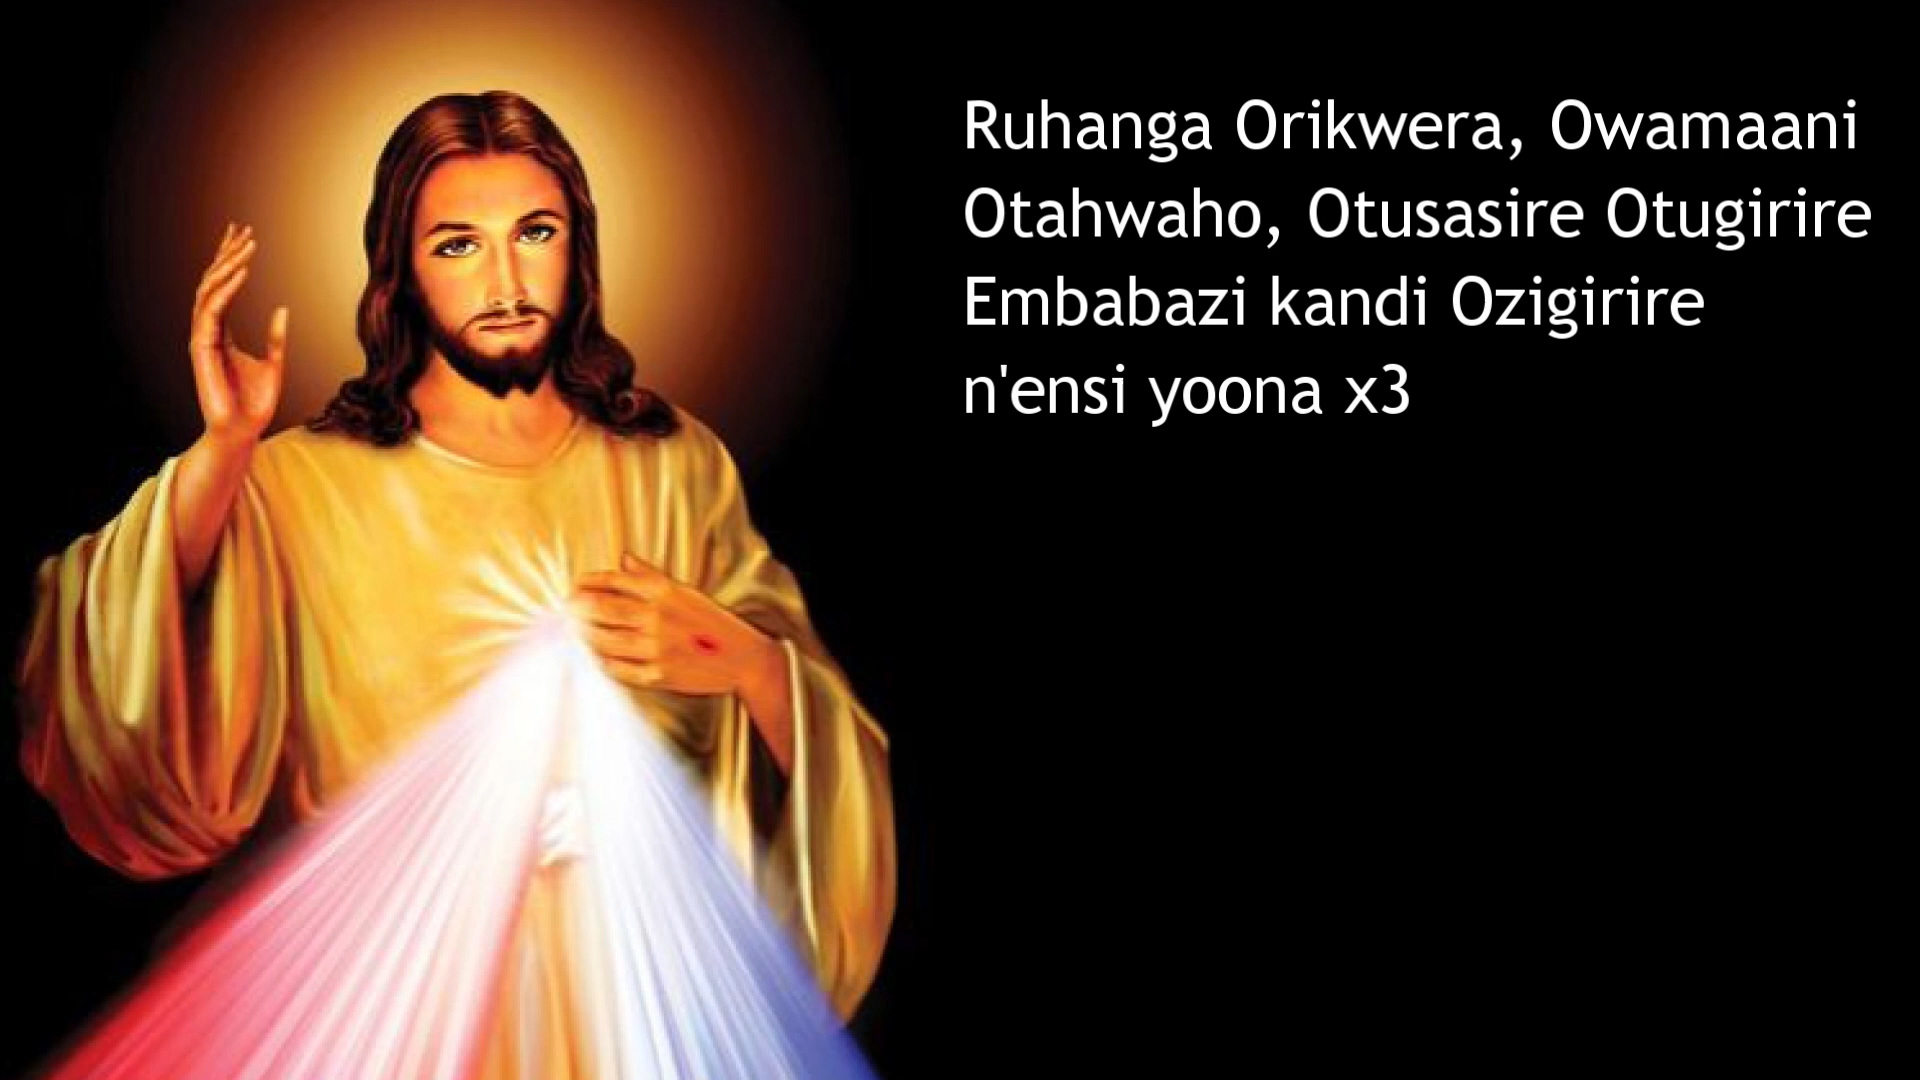 Ruhanga Orikwera, Owamaani
Otahwaho, Otusasire Otugirire
Embabazi kandi Ozigirire
n'ensi yoona x3